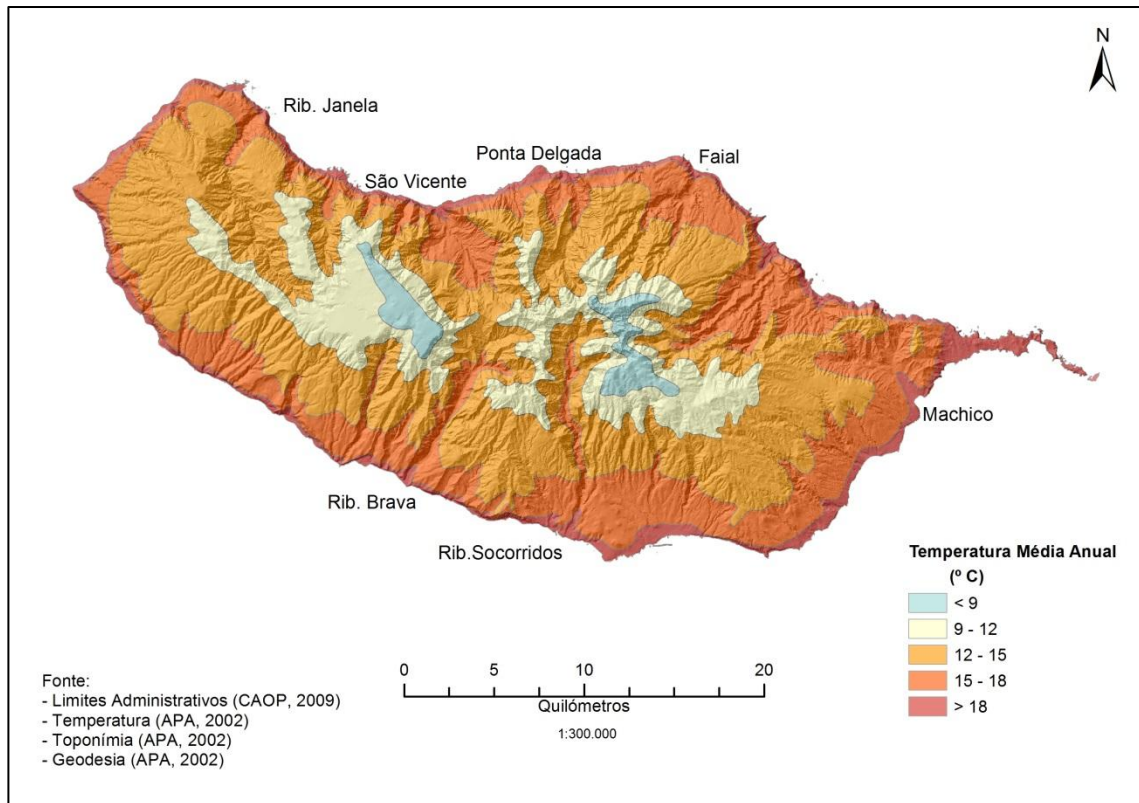 N
Rib. Janela
Ponta Delgada
Faial
São Vicente
Machico
Rib. Brava
Rib.Socorridos
Temperatura Média Anual
(º C)
< 9
9 - 12
12 - 15
15 - 18
> 18
0 5 10 20
Quilómetros
1:300.000
Fonte:
- Limites Administrativos (CAOP, 2009)
- Temperatura (APA, 2002)
- Toponímia (APA, 2002)
- Geodesia (APA, 2002)